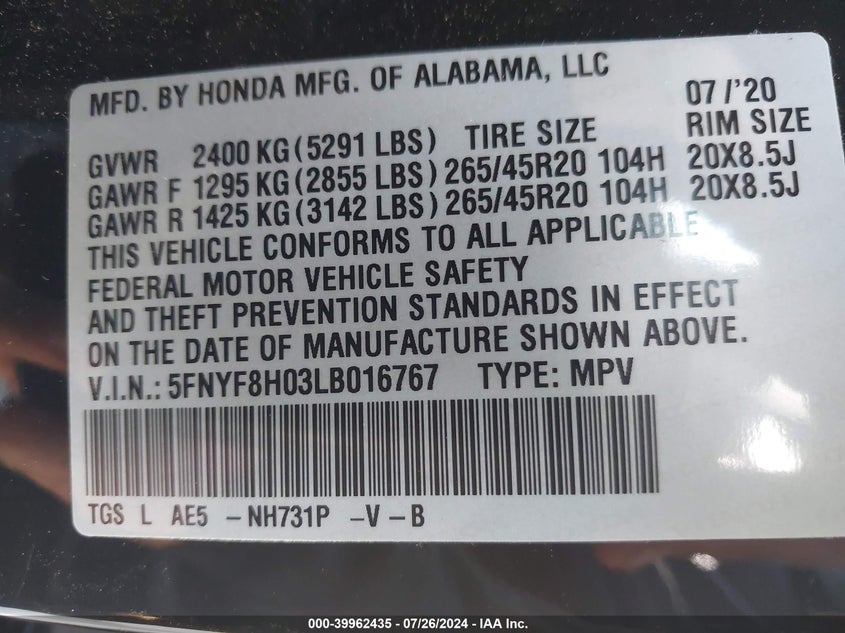 MFD. BY HONDA MFG. OF ALABAMA, LLC
07/'20
GVWR 2400 KG (5291 LBS) TIRE SIZE RIM SIZE
GAWR F 1295 KG (2855 LBS) 265/45R20 104H 20X8.5J
GAWR R 1425 KG (3142 LBS) 265/45R20 104H 20X8.5J
THIS VEHICLE CONFORMS TO ALL APPLICABLE
FEDERAL MOTOR VEHICLE SAFETY
AND THEFT PREVENTION STANDARDS IN EFFECT
ON THE DATE OF MANUFACTURE SHOWN ABOVE.
V.I.N.: 5FNYF8H03LB016767 TYPE: MPV
TGS L AE5 -NH731P -V -B
000-39962435 - 07/26/2024 - IAA Inc.